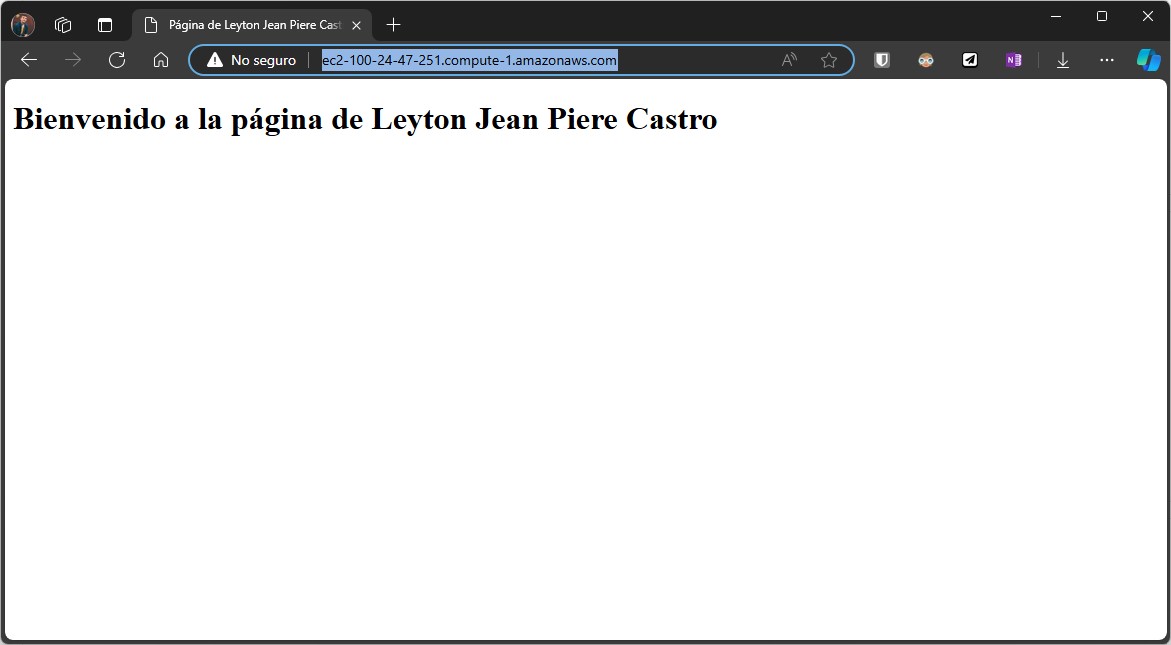 Página de Leyton Jean Piere Cast
No seguro
ec2-100-24-47-251.compute-1.amazonaws.com
Bienvenido a la página de Leyton Jean Piere Castro